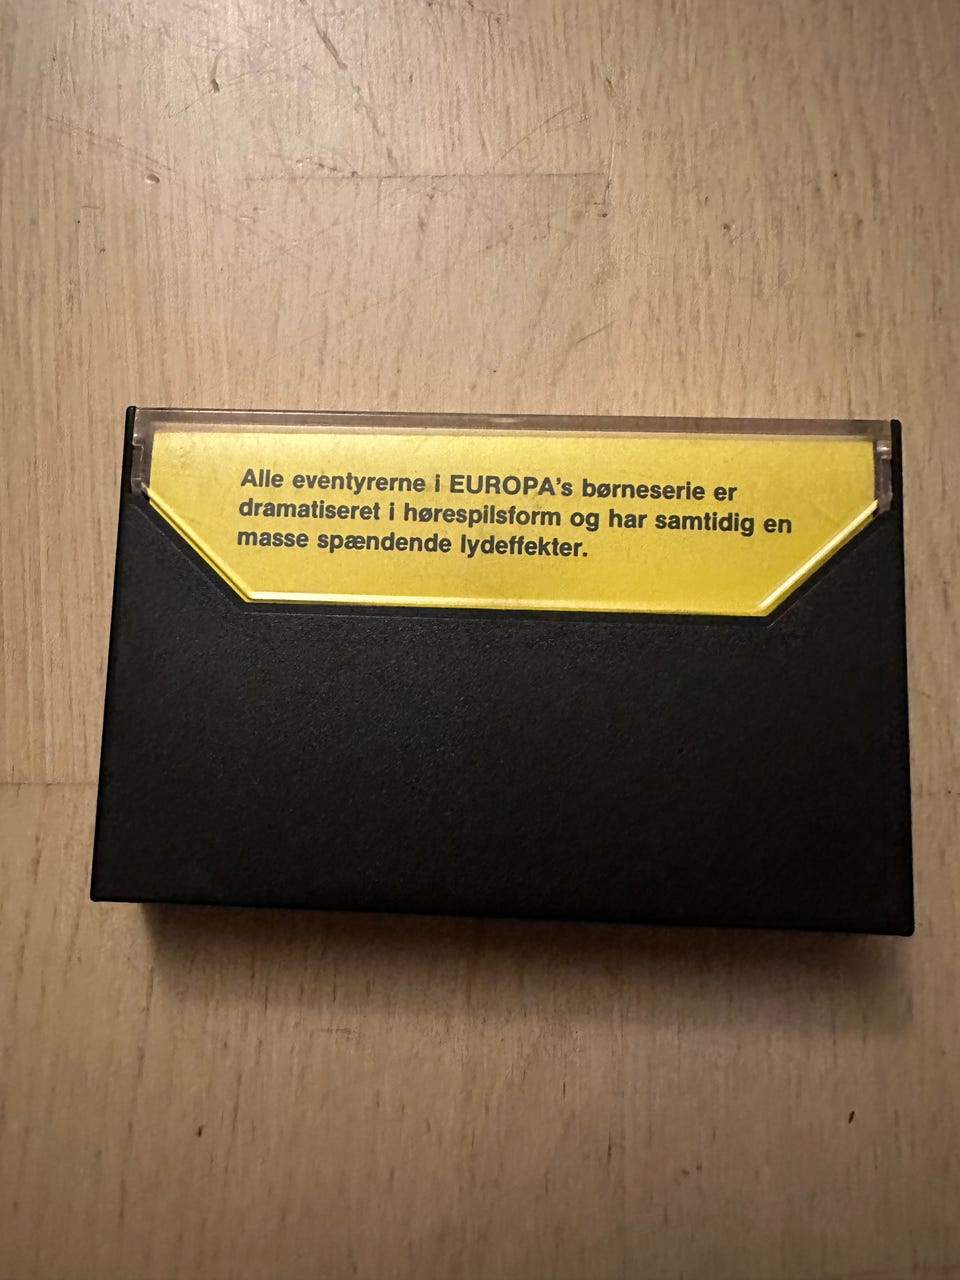 Alle eventyrerne i EUROPA's børneserie er
dramatiseret i hørespilsform og har samtidig en
masse spændende lydeffekter.